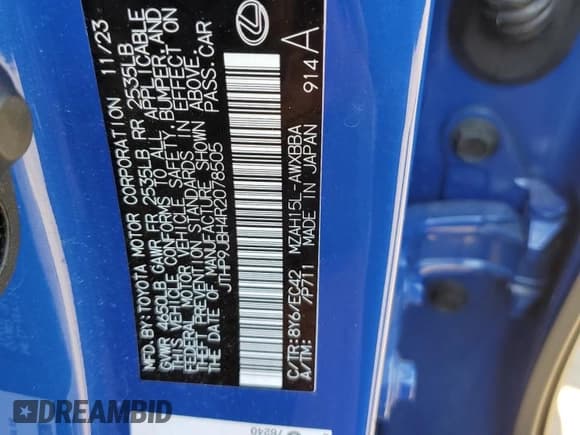 MFD. BY: TOYOTA MOTOR CORPORATION 11/23
GVWR 4650LB GAWR FR 2535LB RR 2535LB
THIS VEHICLE CONFORMS TO ALL APPLICABLE
FEDERAL MOTOR VEHICLE SAFETY, BUMPER, AND
THEFT PREVENTION STANDARDS IN EFFECT ON
THE DATE OF MANUFACTURE SHOWN ABOVE.
JTHP9JBH4R2078505 PASS. CAR
C/TR: 8Y6/EC42 MZAH15L-AWXBBA
A/TM: /P711 MADE IN JAPAN 914 A
76240
DREAMBID